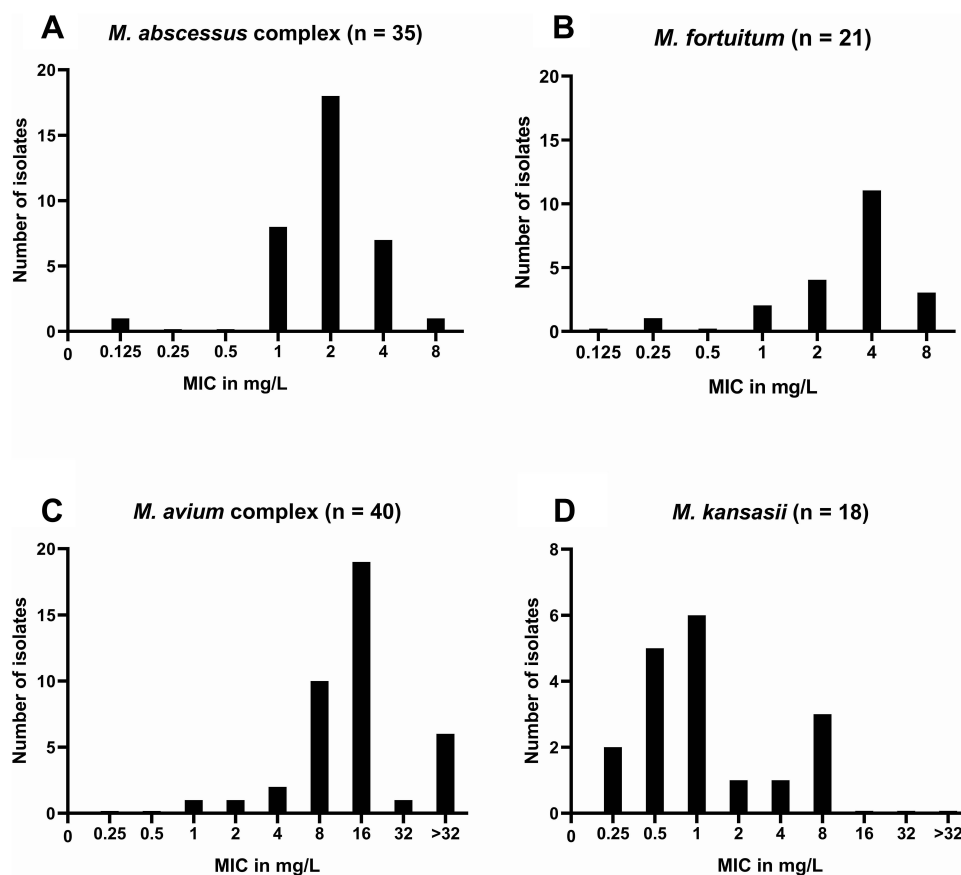 A
M. abscessus complex (n = 35)
Number of isolates
20
15
10
5
0
0 0.125 0.25 0.5 1 2 4 8
MIC in mg/L
B
M. fortuitum (n = 21)
Number of isolates
20
15
10
5
0
0.125 0.25 0.5 1 2 4 8
MIC in mg/L
C
M. avium complex (n = 40)
Number of isolates
20
15
10
5
0
0 0.25 0.5 1 2 4 8 16 32 >32
MIC in mg/L
D
M. kansasii (n = 18)
Number of isolates
8
6
4
2
0
0 0.25 0.5 1 2 4 8 16 32 >32
MIC in mg/L